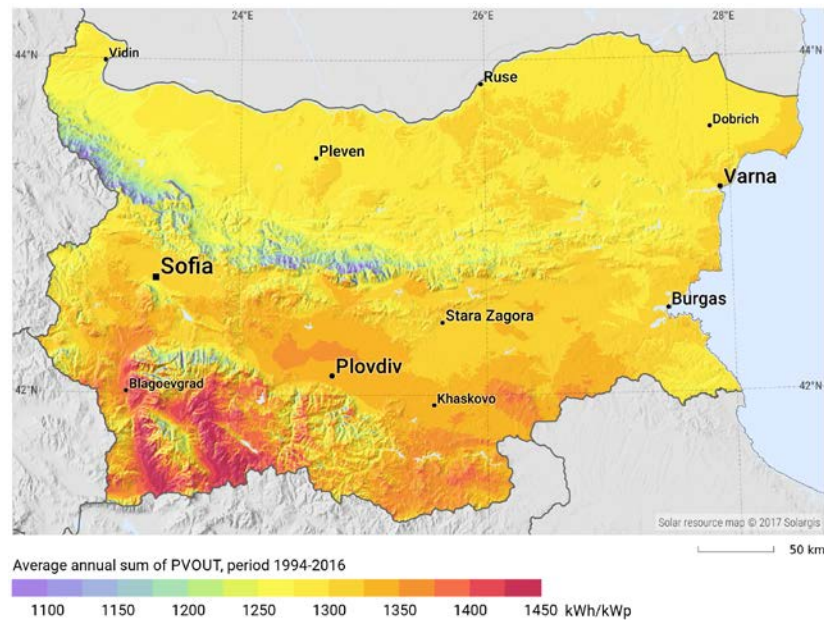 24°E
26°E
28°E
44°N
44°N
Vidin
Ruse
Dobrich
Pleven
Varna
Sofia
Burgas
Stara Zagora
Plovdiv
Blagoevgrad
42°N
42°N
Khaskovo
Solar resource map © 2017 Solargis
50 km
Average annual sum of PVOUT, period 1994-2016
1100 1150 1200 1250 1300 1350 1400 1450 kWh/kWp